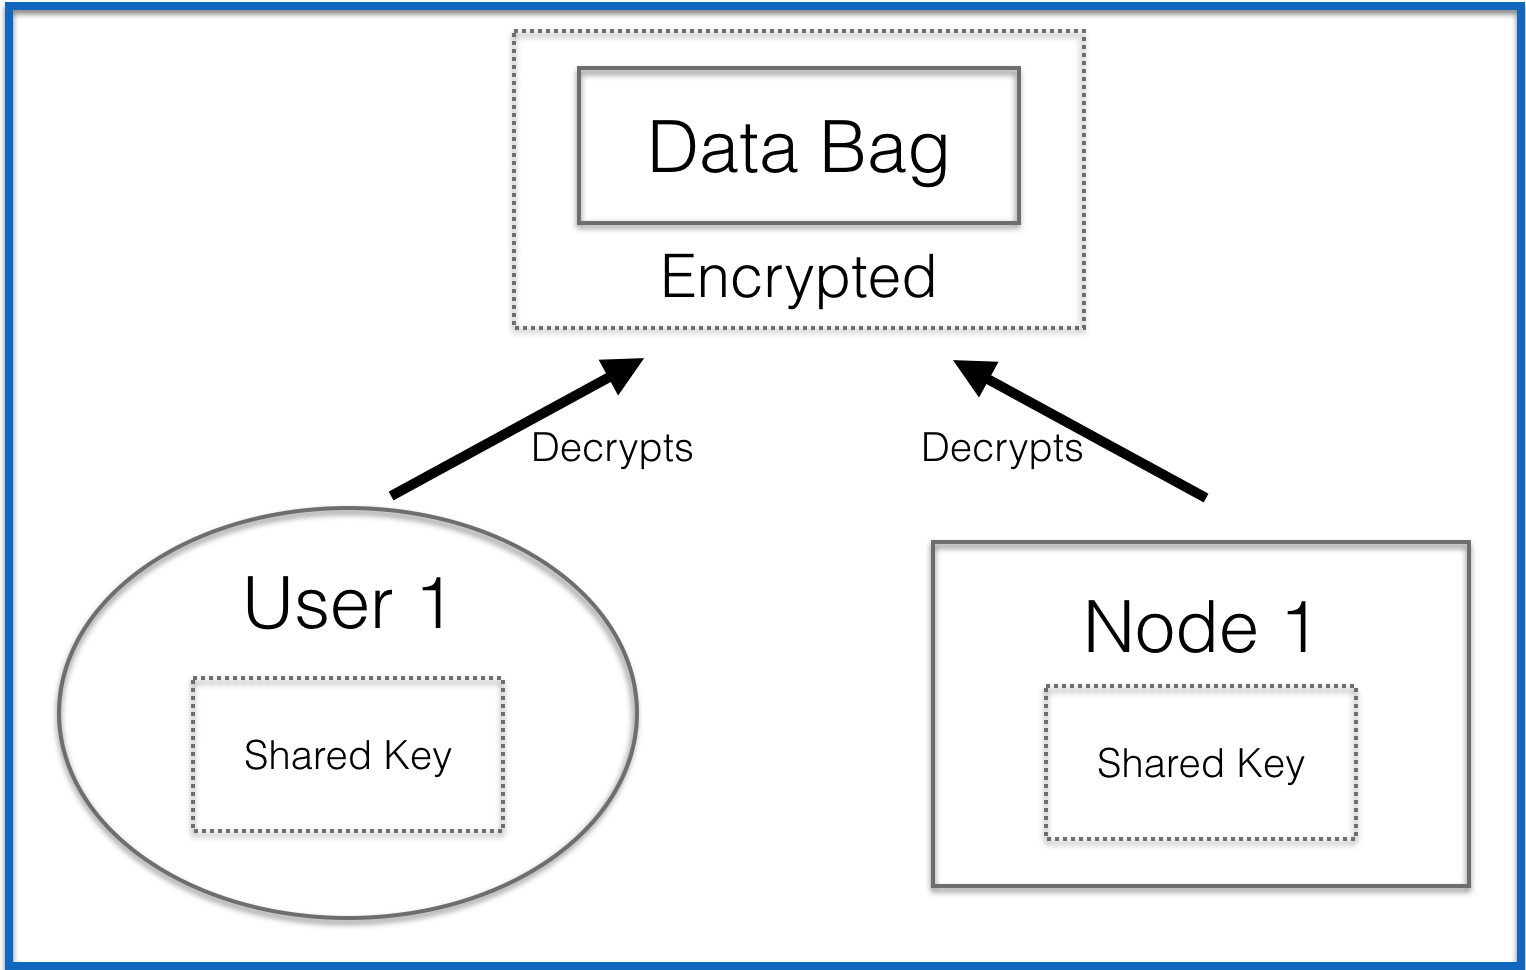 Data Bag
Encrypted
Decrypts
Decrypts
User 1
Shared Key
Node 1
Shared Key